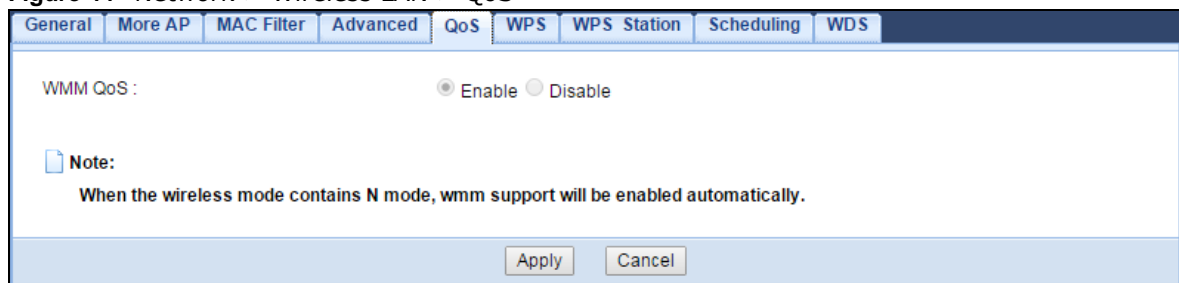 General More AP MAC Filter Advanced QoS WPS WPS Station Scheduling WDS
WMM QoS : Enable Disable
Note:
When the wireless mode contains N mode, wmm support will be enabled automatically.
Apply Cancel